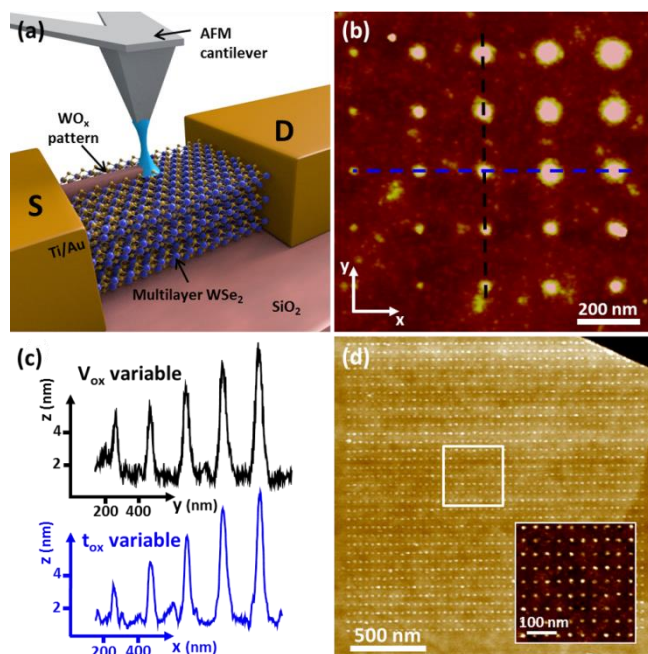 (a)
AFM
cantilever
WOx
pattern
D
S
Ti/Au
Multilayer WSe2
SiO2
(b)
y
x
200 nm
(c)
Vox variable
z (nm)
4
2
200 400
y (nm)
tox variable
z (nm)
4
2
200 400
x (nm)
(d)
100 nm
500 nm